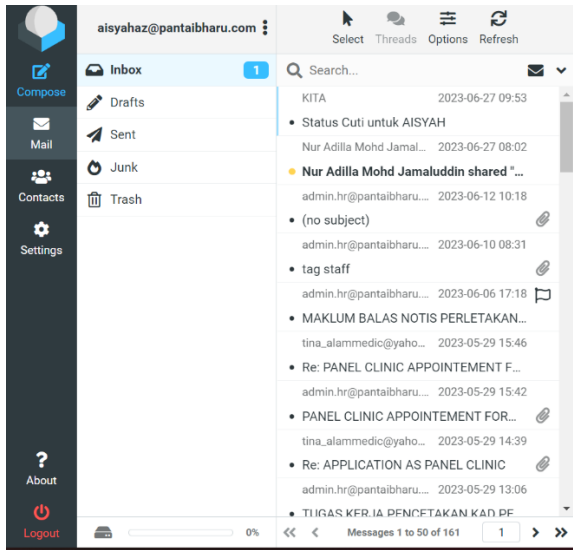 aisyahaz@pantaibharu.com
Select Threads Options Refresh
Compose
Mail
Contacts
Settings
About
Logout
Inbox 1
Drafts
Sent
Junk
Trash
0%
Search...
KITA 2023-06-27 09:53
Status Cuti untuk AISYAH
Nur Adilla Mohd Jamal... 2023-06-27 08:02
Nur Adilla Mohd Jamaluddin shared "...
admin.hr@pantaibharu.... 2023-06-12 10:18
(no subject)
admin.hr@pantaibharu.... 2023-06-10 08:31
tag staff
admin.hr@pantaibharu.... 2023-06-06 17:18
MAKLUM BALAS NOTIS PERLETAKAN...
tina_alammedic@yaho... 2023-05-29 15:46
Re: PANEL CLINIC APPOINTEMENT F...
admin.hr@pantaibharu.... 2023-05-29 15:42
PANEL CLINIC APPOINTEMENT FOR...
tina_alammedic@yaho... 2023-05-29 14:39
Re: APPLICATION AS PANEL CLINIC
admin.hr@pantaibharu.... 2023-05-29 13:06
TUGAS KERJA PENCETAKAN KAD PE...
Messages 1 to 50 of 161 1